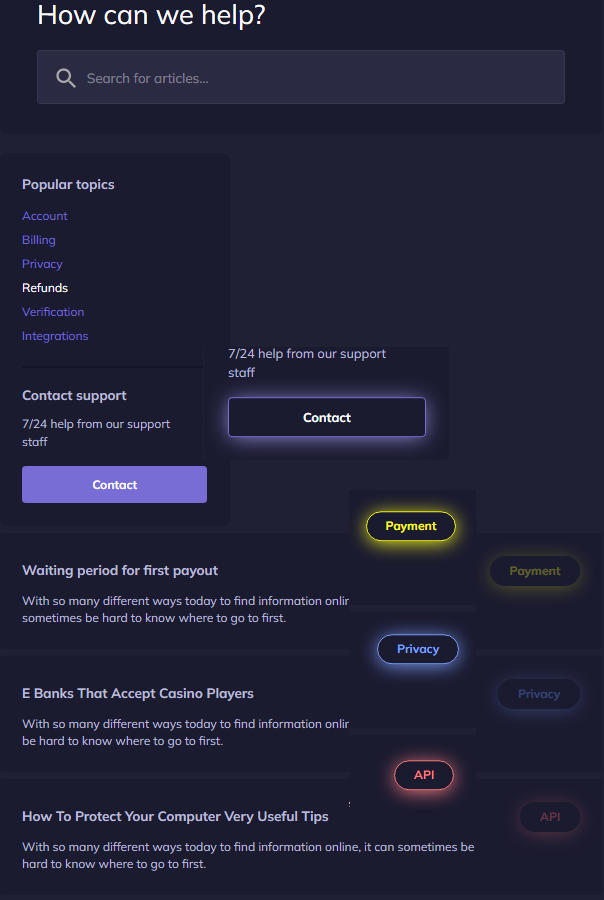 How can we help?
Search for articles...
Popular topics
Account
Billing
Privacy
Refunds
Verification
Integrations
Contact support
7/24 help from our support
staff
Contact
7/24 help from our support
staff
Contact
Payment
Waiting period for first payout
Payment
With so many different ways today to find information onlin
sometimes be hard to know where to go to first.
Privacy
E Banks That Accept Casino Players
Privacy
With so many different ways today to find information onlin
be hard to know where to go to first.
API
How To Protect Your Computer Very Useful Tips
API
With so many different ways today to find information online, it can sometimes be
hard to know where to go to first.